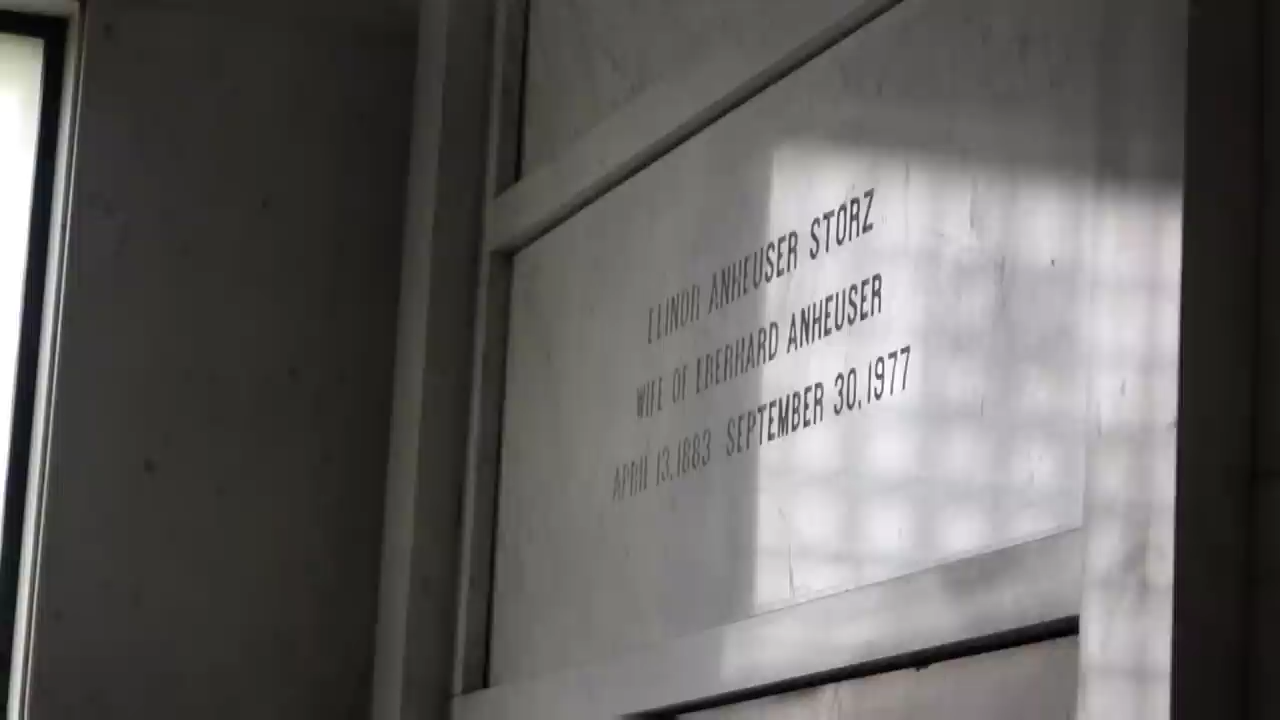 ELINOR ANHEUSER STORZ
WIFE OF EBERHARD ANHEUSER
APRIL 13, 1883 SEPTEMBER 30, 1977